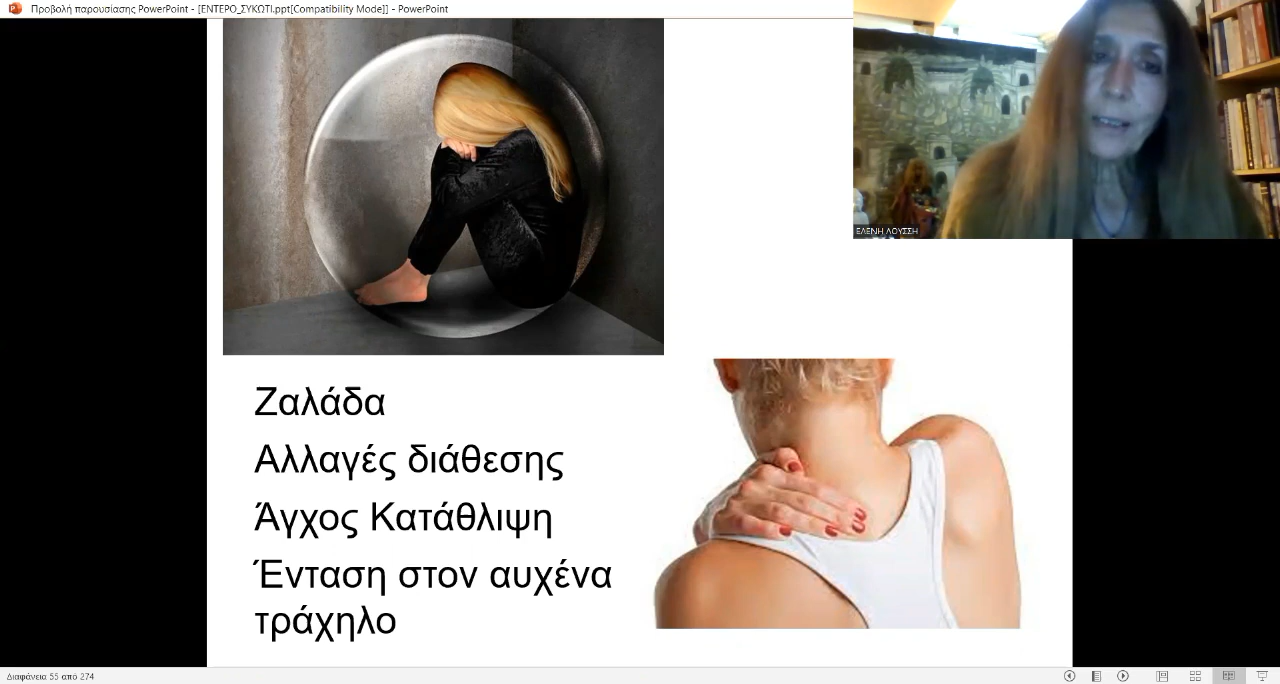 Προβολή παρουσίασης PowerPoint - [ΕΝΤΕΡΟ_ΣΥΚΩΤΙ.ppt[Compatibility Mode]] - PowerPoint
ΕΛΕΝΗ ΛΟΥΣΣΗ
Ζαλάδα
Αλλαγές διάθεσης
Άγχος Κατάθλιψη
Ένταση στον αυχένα
τράχηλο
Διαφάνεια 55 από 274